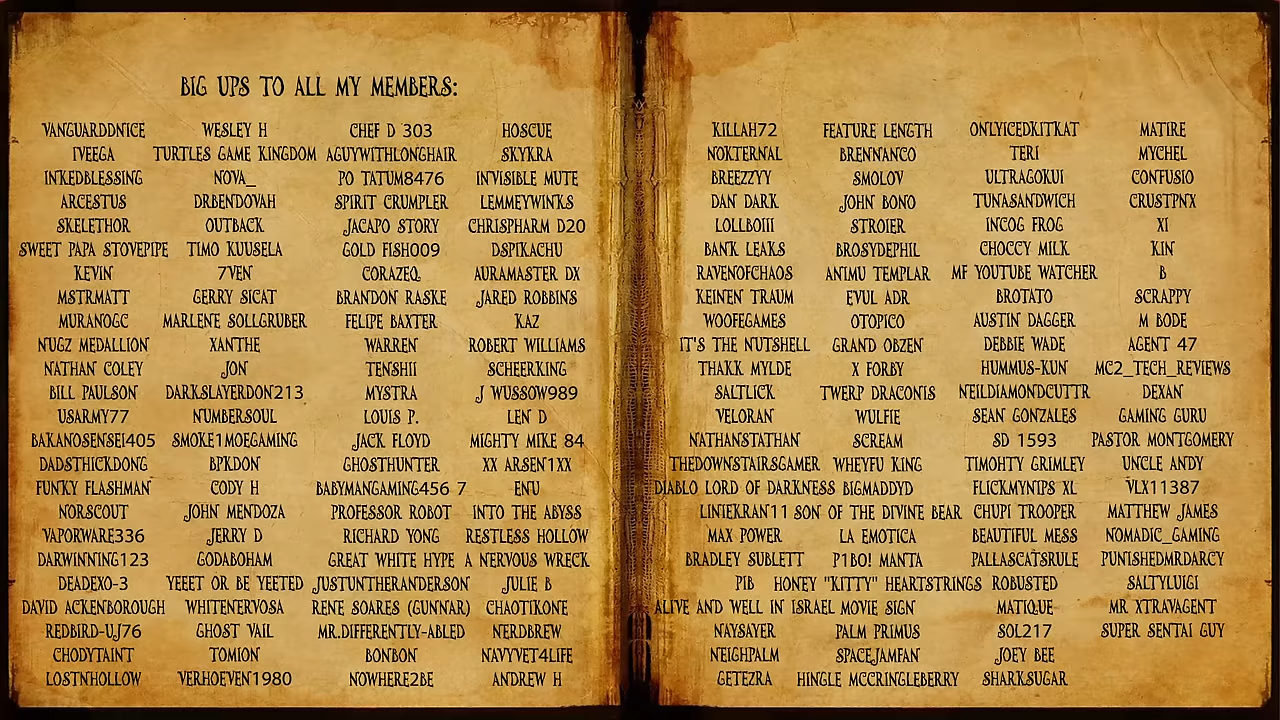 BIG UPS TO ALL MY MEMBERS:
VANGUARDDNICE WESLEY H CHEF D 303 HOSCUE
IVEEGA TURTLES GAME KINGDOM AGUYWITHLONGHAIR SKYKRA
INKEDBLESSING NOVA_ PO TATUM8476 INVISIBLE MUTE
ARCESTUS DRBENDOVAH SPIRIT CRUMPLER LEMMEYWINKS
SKELETHOR OUTBACK JACAPO STORY CHRISPHARM D20
SWEET PAPA STOVEPIPE TIMO KUUSELA GOLD FISH009 DSPIKACHU
KEVIN 7VEN CORAZEQ AURAMASTER DX
MSTRMATT GERRY SICAT BRANDON RASKE JARED ROBBINS
MURANOGC MARLENE SOLLGRUBER FELIPE BAXTER KAZ
NUGZ MEDALLION XANTHE WARREN ROBERT WILLIAMS
NATHAN COLEY JON TENSHII SCHEERKING
BILL PAULSON DARKSLAYERDON213 MYSTRA J WUSSOW989
USARMY77 NUMBERSOUL LOUIS P. LEN D
BAKANOSENSEI405 SMOKE1MOEGAMING JACK FLOYD MIGHTY MIKE 84
DADSTHICKDONG BPKDON GHOSTHUNTER XX ARSEN1XX
FUNKY FLASHMAN CODY H BABYMANGAMING456 7 ENU
NORSCOUT JOHN MENDOZA PROFESSOR ROBOT INTO THE ABYSS
VAPORWARE336 JERRY D RICHARD YONG RESTLESS HOLLOW
DARWINNING123 GODABOHAM GREAT WHITE HYPE A NERVOUS WRECK
DEADEXO-3 YEEET OR BE YEETED JUSTUNTHERANDERSON JULIE B
DAVID ACKENBOROUGH WHITENERVOSA RENE SOARES (GUNNAR) CHAOTIKONE
REDBIRD-UJ76 GHOST VAIL MR.DIFFERENTLY-ABLED NERDBREW
CHODYTAINT TOMION BONBON NAVYVET4LIFE
LOSTNHOLLOW VERHOEVEN1980 NOWHERE2BE ANDREW H
KILLAH72 FEATURE LENGTH ONLYICEDKITKAT MATIRE
NOKTERNAL BRENNANCO TERI MYCHEL
BREEZZYY SMOLOV ULTRAGOKUI CONFUSIO
DAN DARK JOHN BONO TUNASANDWICH CRUSTPNX
LOLLBOIII STROIER INCOG FROG XI
BANK LEAKS BROSYDEPHIL CHOCCY MILK KIN
RAVENOFCHAOS ANIMU TEMPLAR MF YOUTUBE WATCHER B
KEINEN TRAUM EVUL ADR BROTATO SCRAPPY
WOOFEGAMES OTOPICO AUSTIN DAGGER M BODE
IT'S THE NUTSHELL GRAND OBZEN DEBBIE WADE AGENT 47
THAKK MYLDE X FORBY HUMMUS-KUN MC2_TECH_REVIEWS
SALTLICK TWERP DRACONIS NEILDIAMONDCUTTR DEXAN
VELORAN WULFIE SEAN GONZALES GAMING GURU
NATHANSTATHAN SCREAM SD 1593 PASTOR MONTGOMERY
THEDOWNSTAIRSGAMER WHEYFU KING TIMOHTY GRIMLEY UNCLE ANDY
DIABLO LORD OF DARKNESS BIGMADDYD FLICKMYNIPS XL VLX11387
LINIEKRAN'11 SON OF THE DIVINE BEAR CHUPI TROOPER MATTHEW JAMES
MAX POWER LA EMOTICA BEAUTIFUL MESS NOMADIC_GAMING
BRADLEY SUBLETT P1BO! MANTA PALLASCATSRULE PUNISHEDMRDARCY
PIB HONEY "KITTY" HEARTSTRINGS ROBUSTED SALTYLUIGI
ALIVE AND WELL IN ISRAEL MOVIE SIGN MATIQUE MR XTRAVAGENT
NAYSAYER PALM PRIMUS SOL217 SUPER SENTAI GUY
NEIGHPALM SPACEJAMFAN JOEY BEE
GETEZRA HINGLE MCCRINGLEBERRY SHARKSUGAR